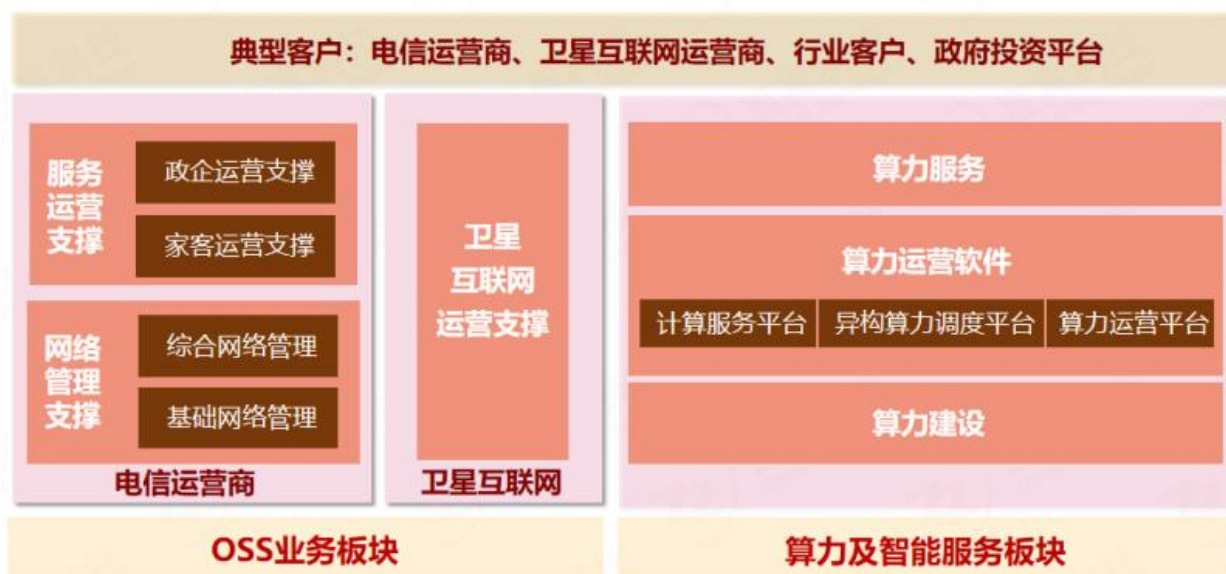 典型客户：电信运营商、卫星互联网运营商、行业客户、政府投资平台
服务
运营
支撑
政企运营支撑
家客运营支撑
网络
管理
支撑
综合网络管理
基础网络管理
电信运营商
卫星
互联网
运营支撑
卫星互联网
算力服务
算力运营软件
计算服务平台
异构算力调度平台
算力运营平台
算力建设
OSS业务板块
算力及智能服务板块